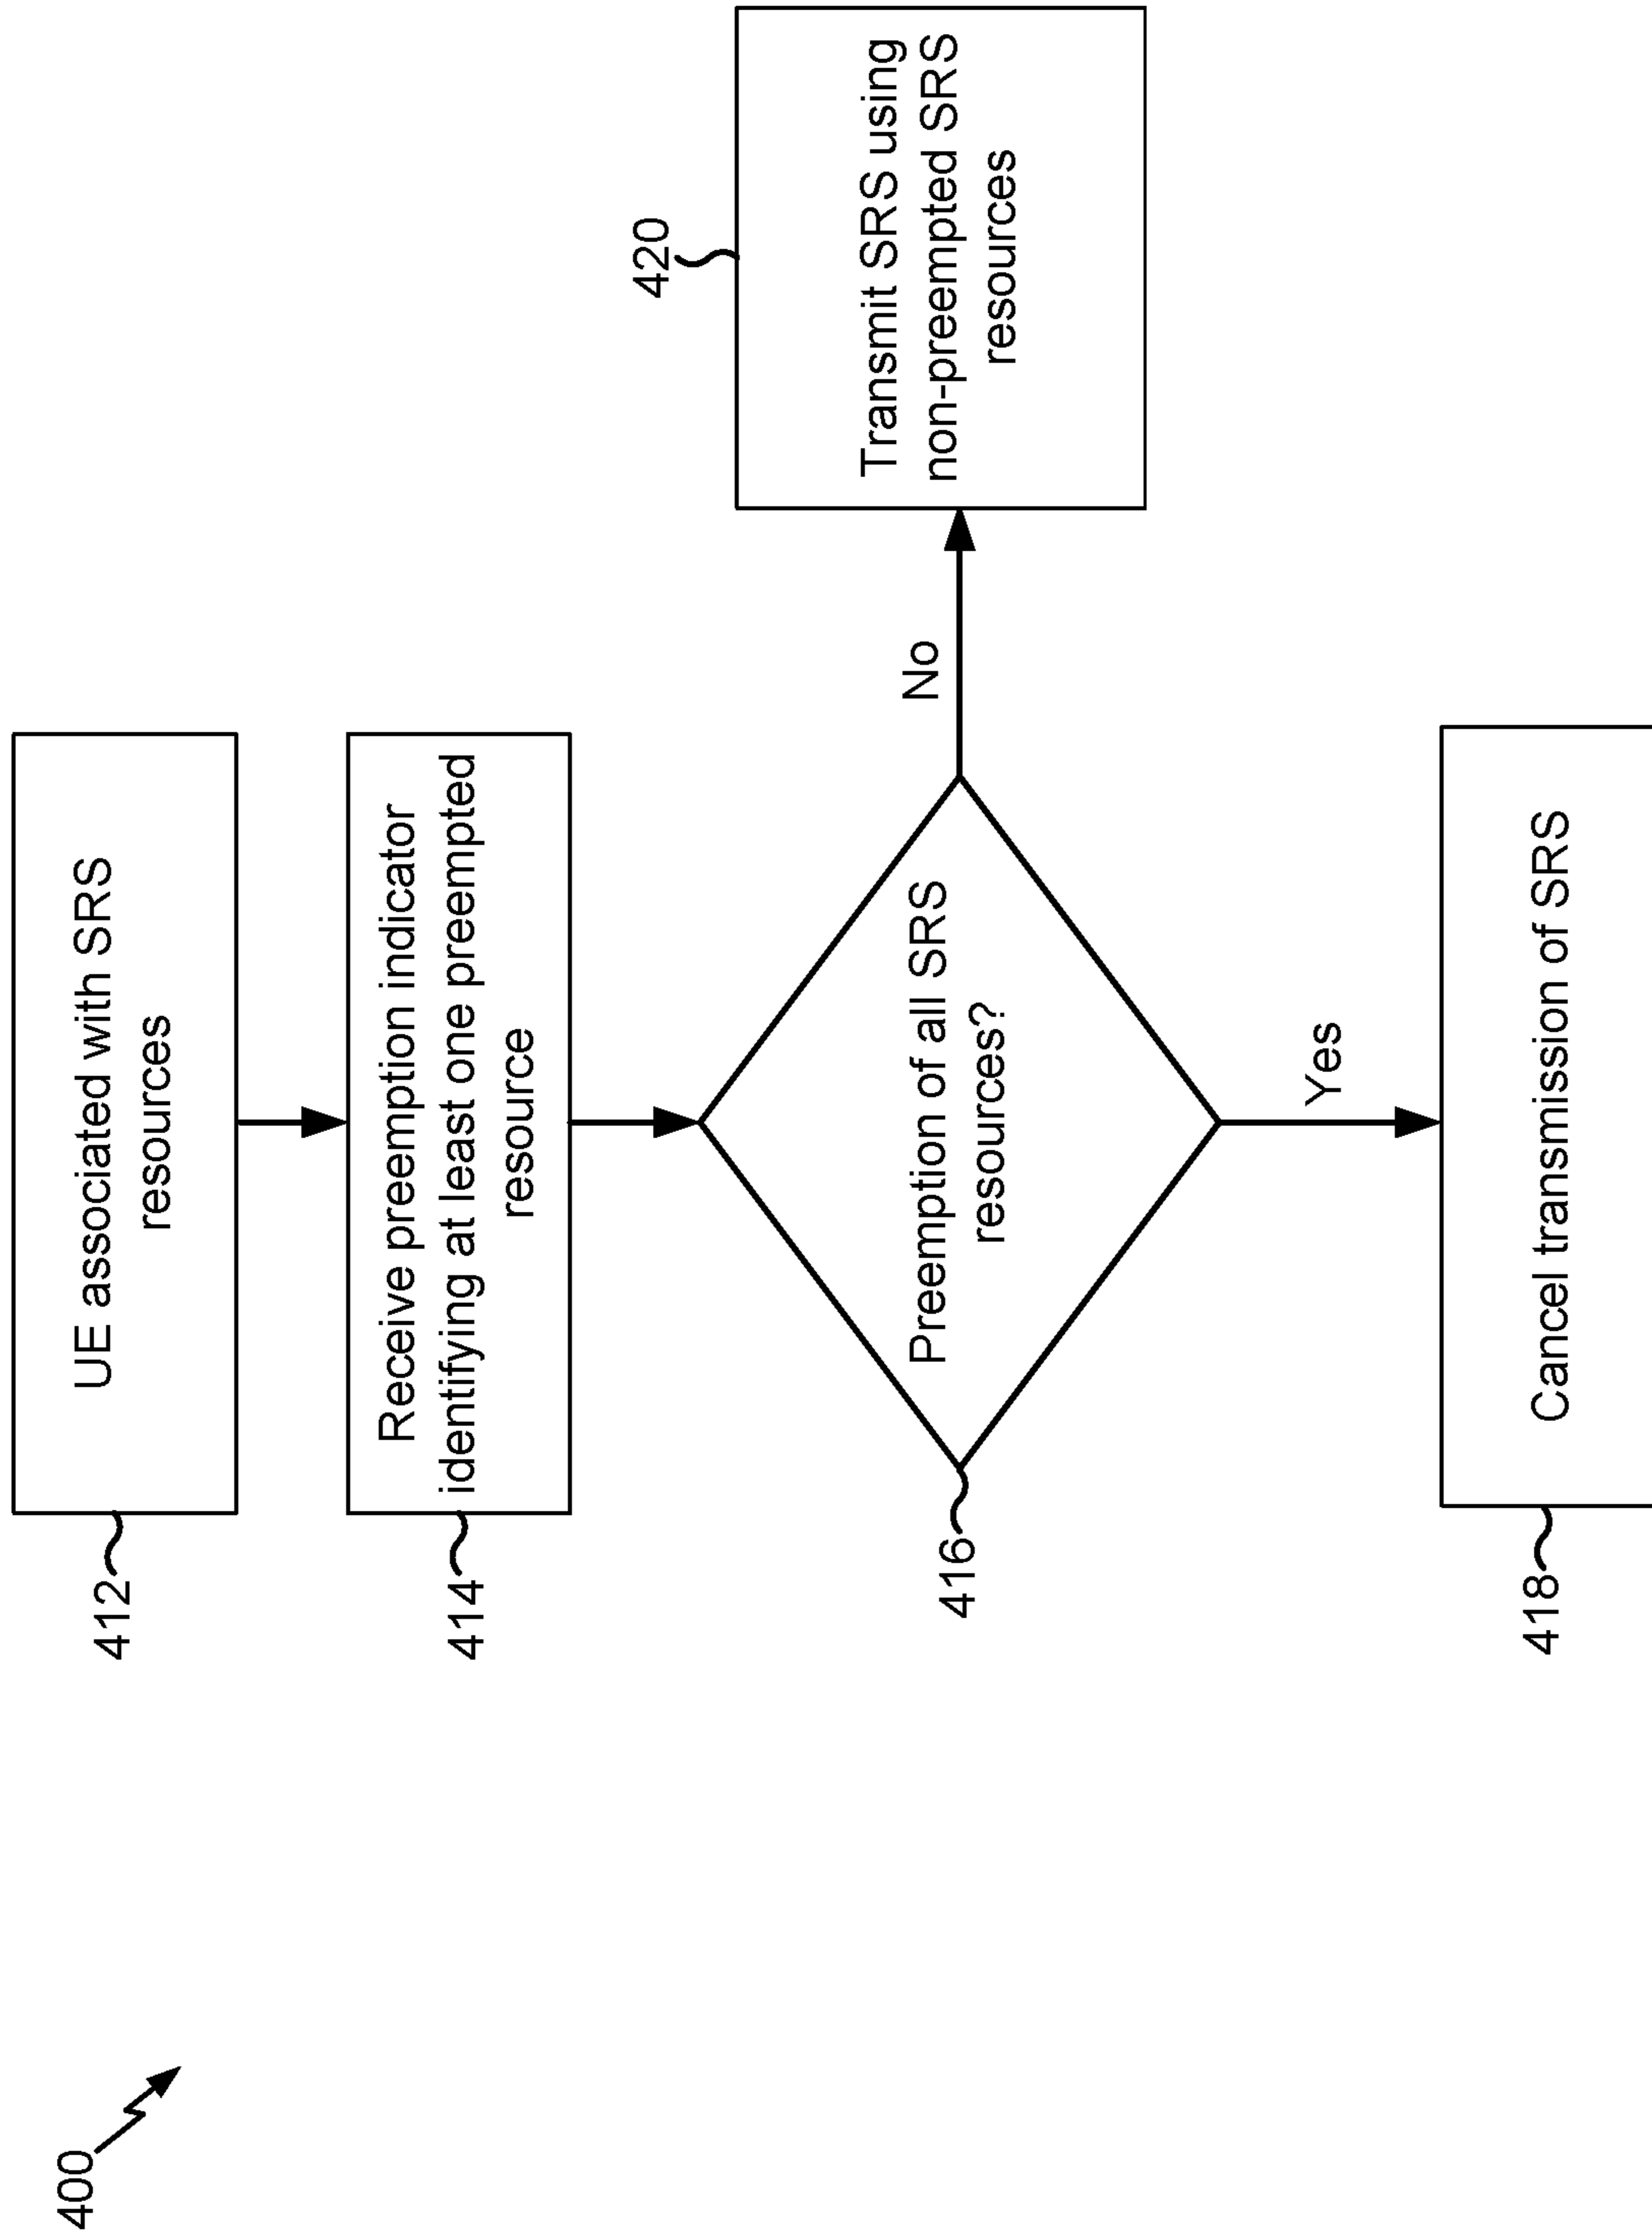 400
412
UE associated with SRS
resources
414
Receive preemption indicator
identifying at least one preempted
resource
416
Preemption of all SRS
resources?
No
420
Transmit SRS using
non-preempted SRS
resources
Yes
418
Cancel transmission of SRS